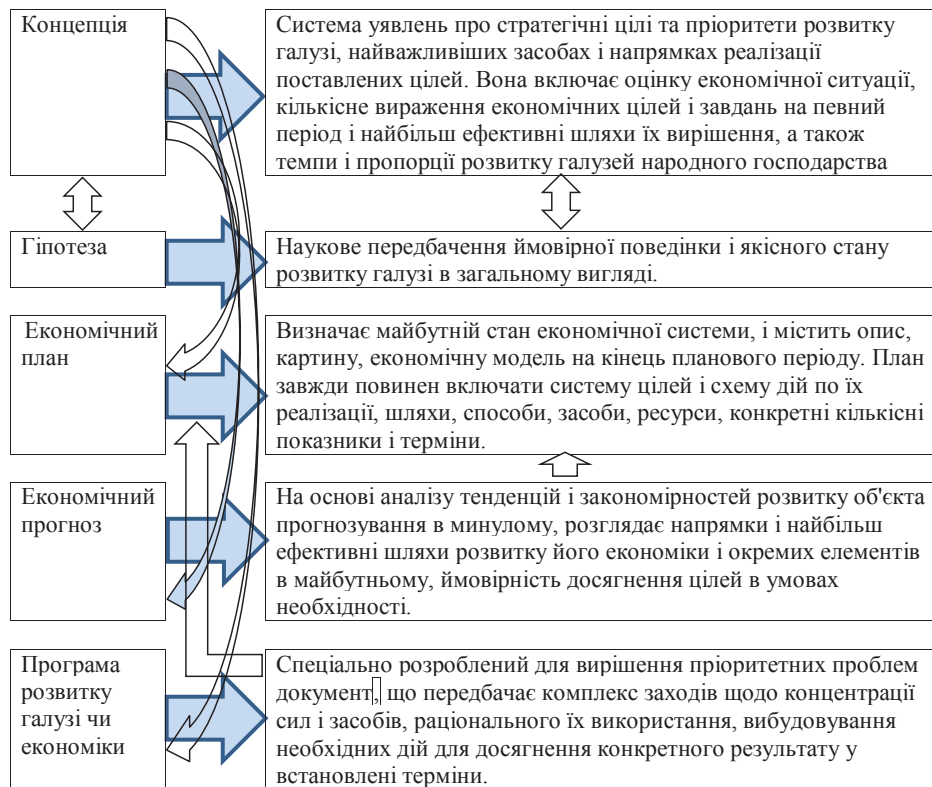 Концепція
Система уявлень про стратегічні цілі та пріоритети розвитку
галузі, найважливіших засобах і напрямках реалізації
поставлених цілей. Вона включає оцінку економічної ситуації,
кількісне вираження економічних цілей і завдань на певний
період і найбільш ефективні шляхи їх вирішення, а також
темпи і пропорції розвитку галузей народного господарства
Гіпотеза
Наукове передбачення ймовірної поведінки і якісного стану
розвитку галузі в загальному вигляді.
Економічний
план
Визначає майбутній стан економічної системи, і містить опис,
картину, економічну модель на кінець планового періоду. План
завжди повинен включати систему цілей і схему дій по їх
реалізації, шляхи, способи, засоби, ресурси, конкретні кількісні
показники і терміни.
Економічний
прогноз
На основі аналізу тенденцій і закономірностей розвитку об'єкта
прогнозування в минулому, розглядає напрямки і найбільш
ефективні шляхи розвитку його економіки і окремих елементів
в майбутньому, ймовірність досягнення цілей в умовах
необхідності.
Програма
розвитку
галузі чи
економіки
Спеціально розроблений для вирішення пріоритетних проблем
документ, що передбачає комплекс заходів щодо концентрації
сил і засобів, раціонального їх використання, вибудовування
необхідних дій для досягнення конкретного результату у
встановлені терміни.